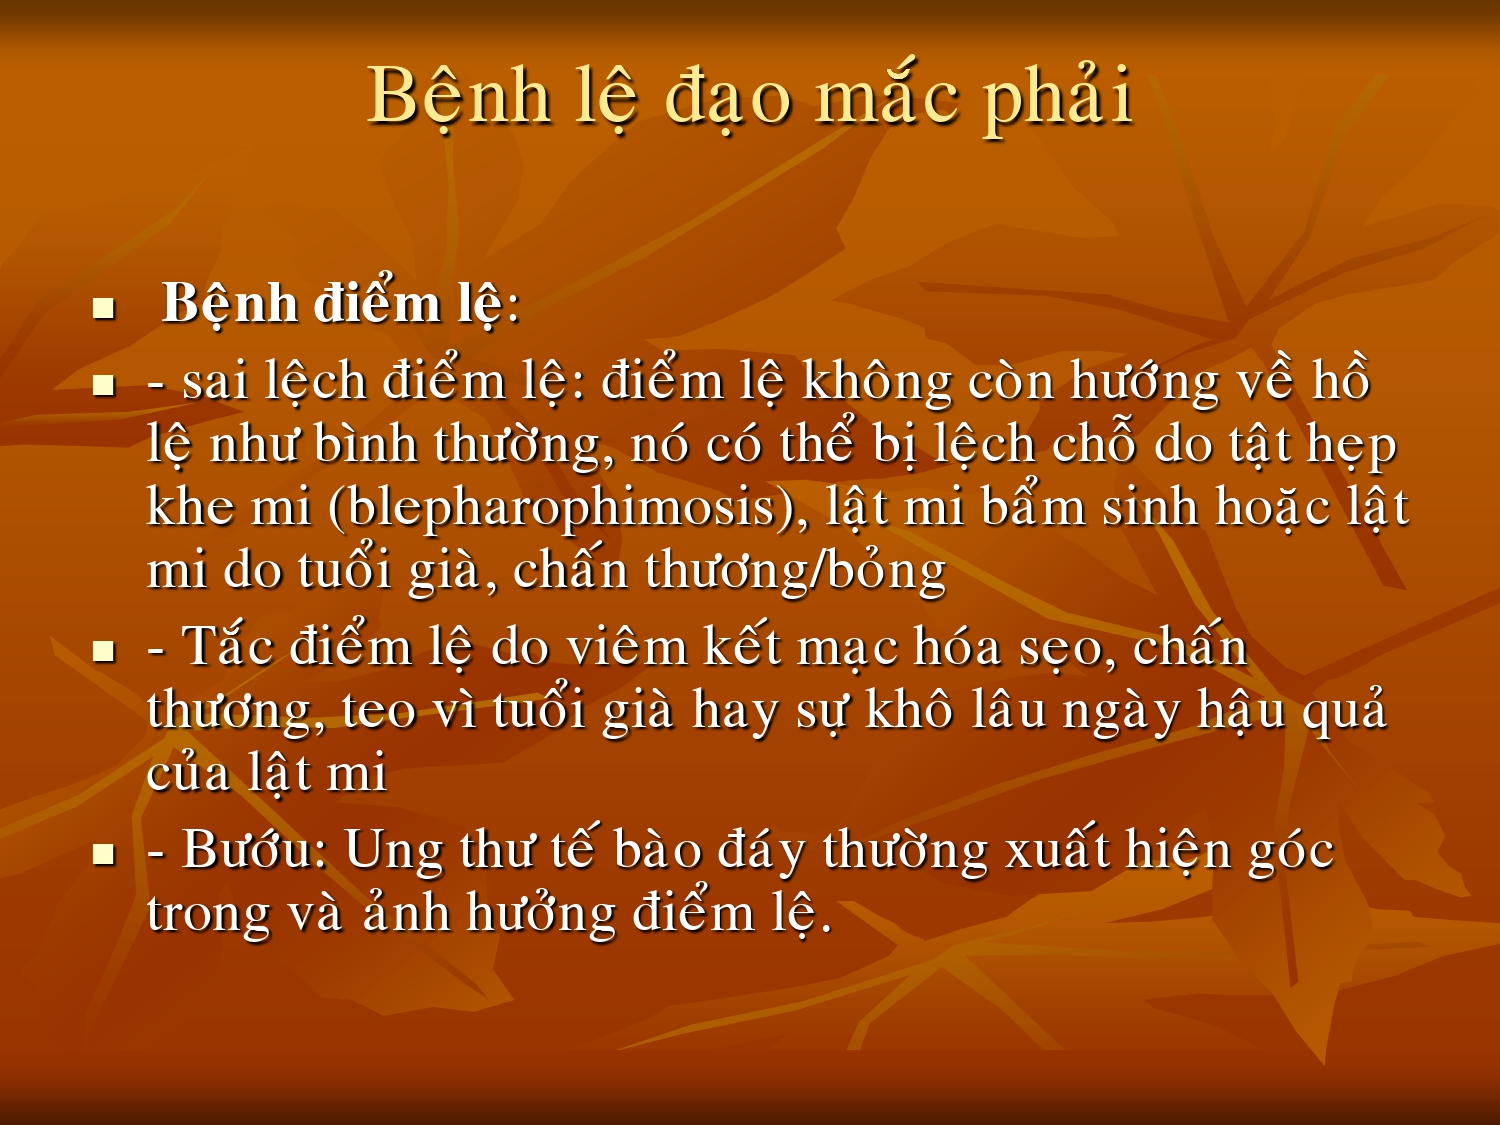 Bệnh lệ đạo mắc phải
Bệnh điểm lệ:
- sai lệch điểm lệ: điểm lệ không còn hướng về hồ
lệ như bình thường, nó có thể bị lệch chỗ do tật hẹp
khe mi (blepharophimosis), lật mi bẩm sinh hoặc lật
mi do tuổi già, chấn thương/bỏng
- Tắc điểm lệ do viêm kết mạc hóa sẹo, chấn
thương, teo vì tuổi già hay sự khô lâu ngày hậu quả
của lật mi
- Bướu: Ung thư tế bào đáy thường xuất hiện góc
trong và ảnh hưởng điểm lệ.